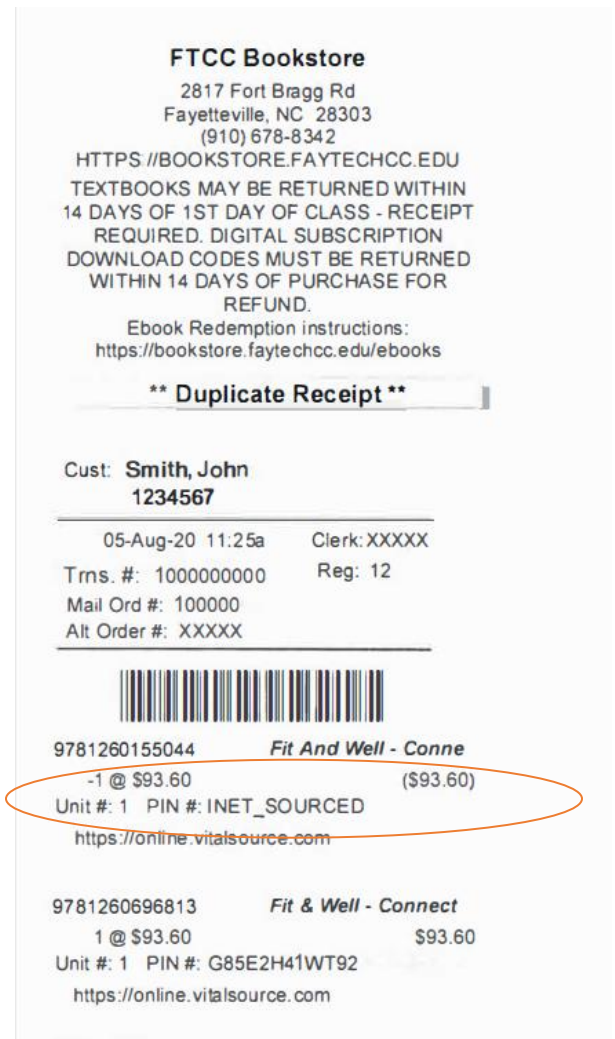 FTCC Bookstore
2817 Fort Bragg Rd
Fayetteville, NC 28303
(910) 678-8342
HTTPS://BOOKSTORE.FAYTECHCC.EDU
TEXTBOOKS MAY BE RETURNED WITHIN
14 DAYS OF 1ST DAY OF CLASS - RECEIPT
REQUIRED. DIGITAL SUBSCRIPTION
DOWNLOAD CODES MUST BE RETURNED
WITHIN 14 DAYS OF PURCHASE FOR
REFUND.
Ebook Redemption instructions:
https://bookstore.faytechcc.edu/ebooks
** Duplicate Receipt **
Cust: Smith, John
1234567
05-Aug-20 11:25a Clerk: XXXXX
Trns. #: 1000000000 Reg: 12
Mail Ord #: 100000
Alt Order #: XXXXX
9781260155044 Fit And Well - Conne
-1 @ $93.60 ($93.60)
Unit #: 1 PIN #: INET_SOURCED
https://online.vitalsource.com
9781260696813 Fit & Well - Connect
1 @ $93.60 $93.60
Unit #: 1 PIN #: G85E2H41WT92
https://online.vitalsource.com